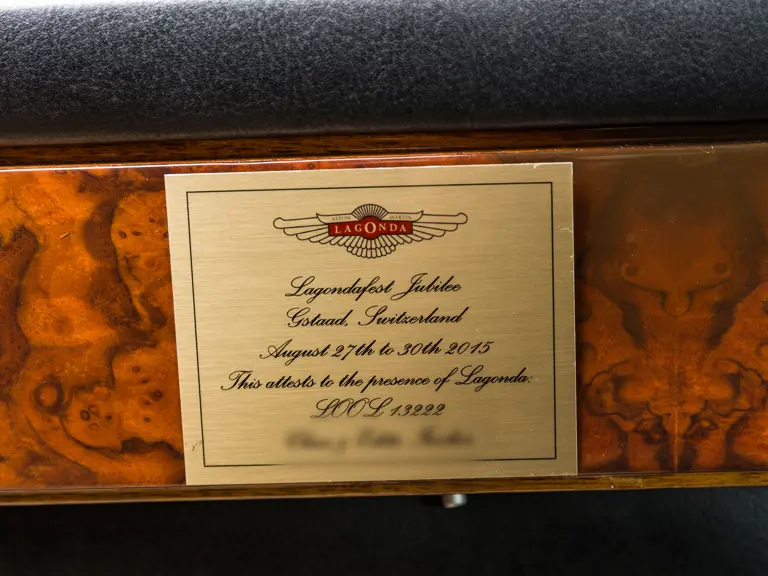 ASTON MARTIN
LAGONDA
Lagondafest Jubilee
Gstaad, Switzerland
August 27th to 30th 2015
This attests to the presence of Lagonda:
LOOL 13222